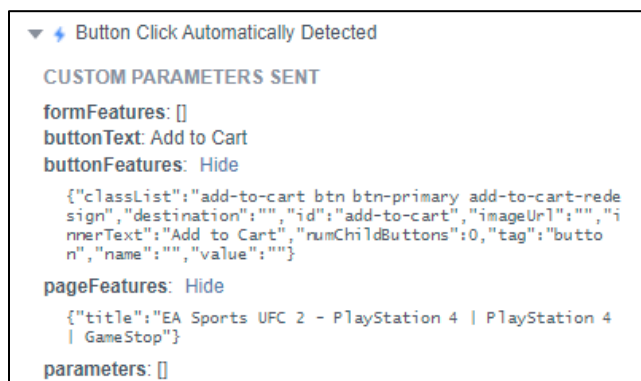 Button Click Automatically Detected
CUSTOM PARAMETERS SENT
formFeatures: []
buttonText: Add to Cart
buttonFeatures: Hide
{"classList":"add-to-cart btn btn-primary add-to-cart-rede
sign","destination":"","id":"add-to-cart","imageUrl":"","i
nnerText":"Add to Cart","numChildButtons":0,"tag":"butto
n","name":"","value":""}
pageFeatures: Hide
{"title":"EA Sports UFC 2 - PlayStation 4 | PlayStation 4
| GameStop"}
parameters: []